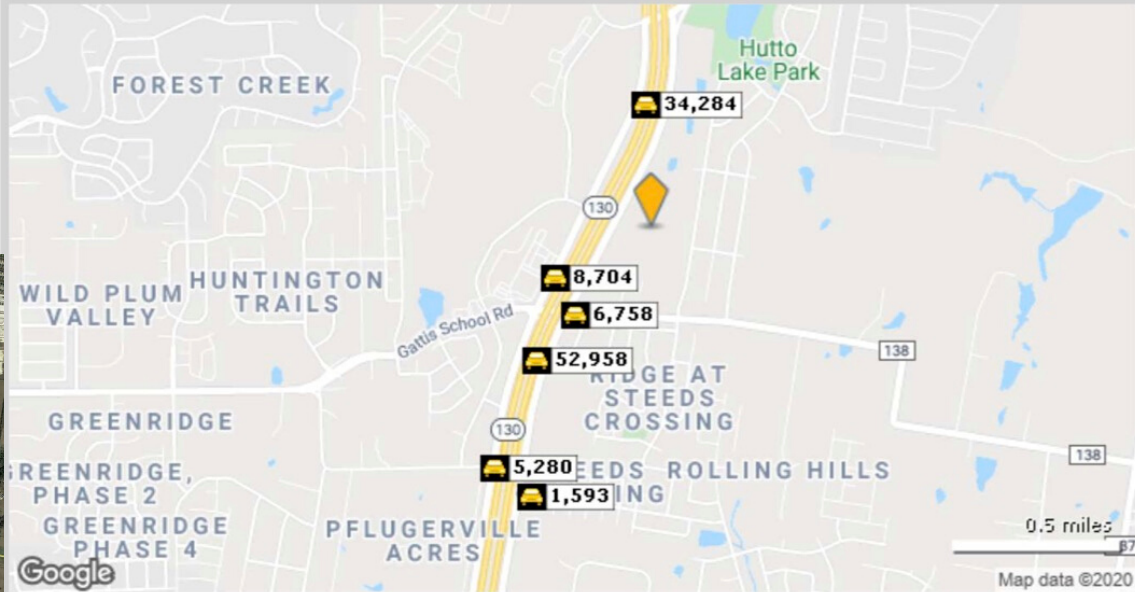 Hutto
Lake Park
FOREST CREEK
34,284
130
8,704
HUNTINGTON
TRAILS
WILD PLUM
VALLEY
6,758
Gattis School Rd
138
52,958
RIDGE AT
STEEDS
CROSSING
GREENRIDGE
130
138
5,280
EEDS
ING
ROLLING HILLS
GREENRIDGE,
PHASE 2
1,593
GREENRIDGE
PHASE 4
PFLUGERVILLE
ACRES
0.5 miles
Google
Map data ©2020